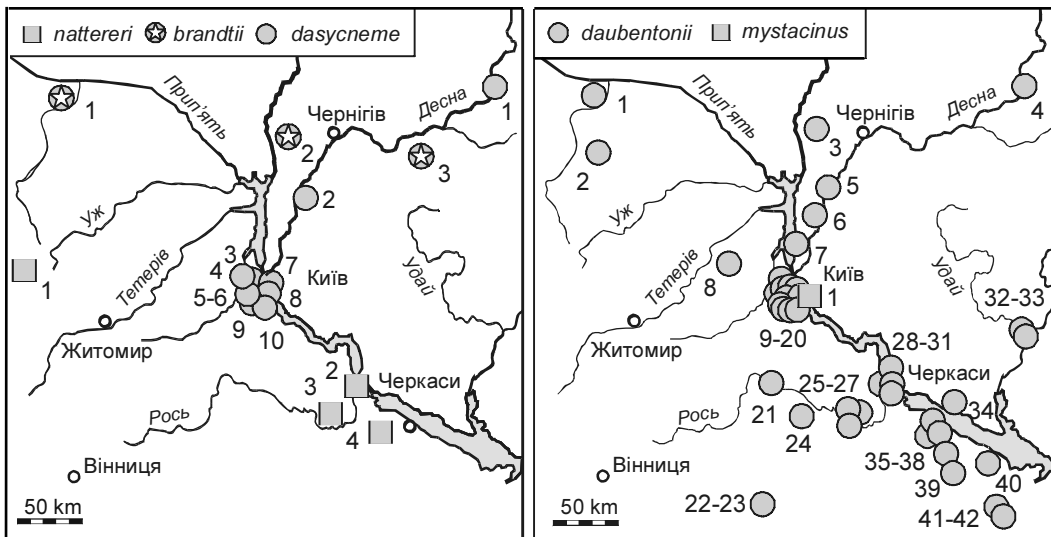 nattereri brandtii dasycneme
1
Прип'ять
Десна
1
Чернігів
2
3
2
Уж
Тетерів
Удай
1
3
4
7
Київ
5-6
8
9
10
Житомир
2
3
Черкаси
Рось
4
Вінниця
50 km
daubentonii mystacinus
1
Прип'ять
Десна
4
3
Чернігів
2
5
6
Уж
7
Тетерів
Удай
8
Київ
1
32-33
9-20
Житомир
28-31
Черкаси
25-27
34
Рось
21
24
35-38
39
40
Вінниця
22-23
41-42
50 km